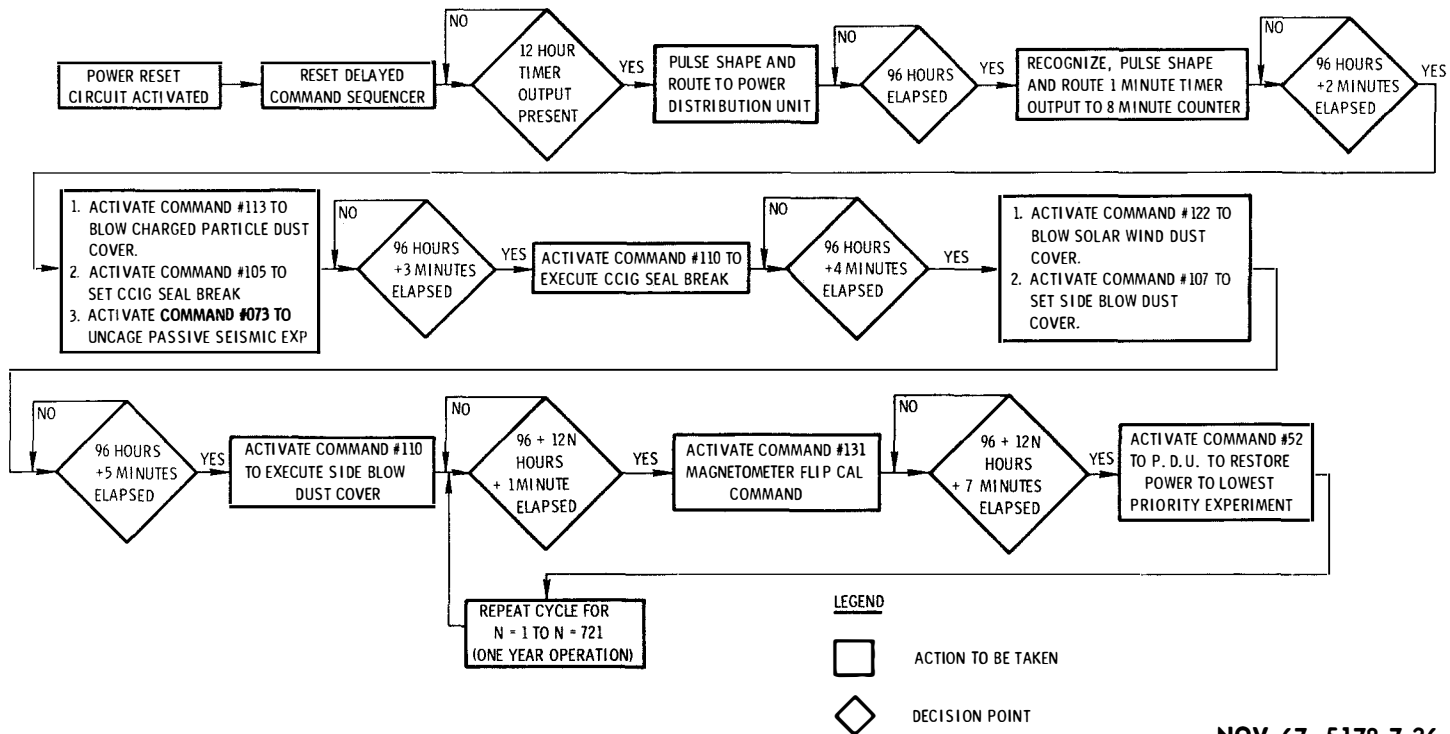 POWER RESET
CIRCUIT ACTIVATED
RESET DELAYED
COMMAND SEQUENCER
NO
12 HOUR
TIMER
OUTPUT
PRESENT
YES
PULSE SHAPE AND
ROUTE TO POWER
DISTRIBUTION UNIT
NO
96 HOURS
ELAPSED
YES
RECOGNIZE, PULSE SHAPE
AND ROUTE 1 MINUTE TIMER
OUTPUT TO 8 MINUTE COUNTER
NO
96 HOURS
+2 MINUTES
ELAPSED
YES
1. ACTIVATE COMMAND #113 TO
BLOW CHARGED PARTICLE DUST
COVER.
2. ACTIVATE COMMAND #105 TO
SET CCIG SEAL BREAK
3. ACTIVATE COMMAND #073 TO
UNCAGE PASSIVE SEISMIC EXP
NO
96 HOURS
+3 MINUTES
ELAPSED
YES
ACTIVATE COMMAND #110 TO
EXECUTE CCIG SEAL BREAK
NO
96 HOURS
+4 MINUTES
ELAPSED
YES
1. ACTIVATE COMMAND #122 TO
BLOW SOLAR WIND DUST
COVER.
2. ACTIVATE COMMAND #107 TO
SET SIDE BLOW DUST
COVER.
NO
96 HOURS
+5 MINUTES
ELAPSED
YES
ACTIVATE COMMAND #110
TO EXECUTE SIDE BLOW
DUST COVER
NO
96 + 12N
HOURS
+ 1MINUTE
ELAPSED
YES
ACTIVATE COMMAND #131
MAGNETOMETER FLIP CAL
COMMAND
NO
96 + 12N
HOURS
+ 7 MINUTES
ELAPSED
YES
ACTIVATE COMMAND #52
TO P. D. U. TO RESTORE
POWER TO LOWEST
PRIORITY EXPERIMENT
REPEAT CYCLE FOR
N = 1 TO N = 721
(ONE YEAR OPERATION)
LEGEND
ACTION TO BE TAKEN
DECISION POINT